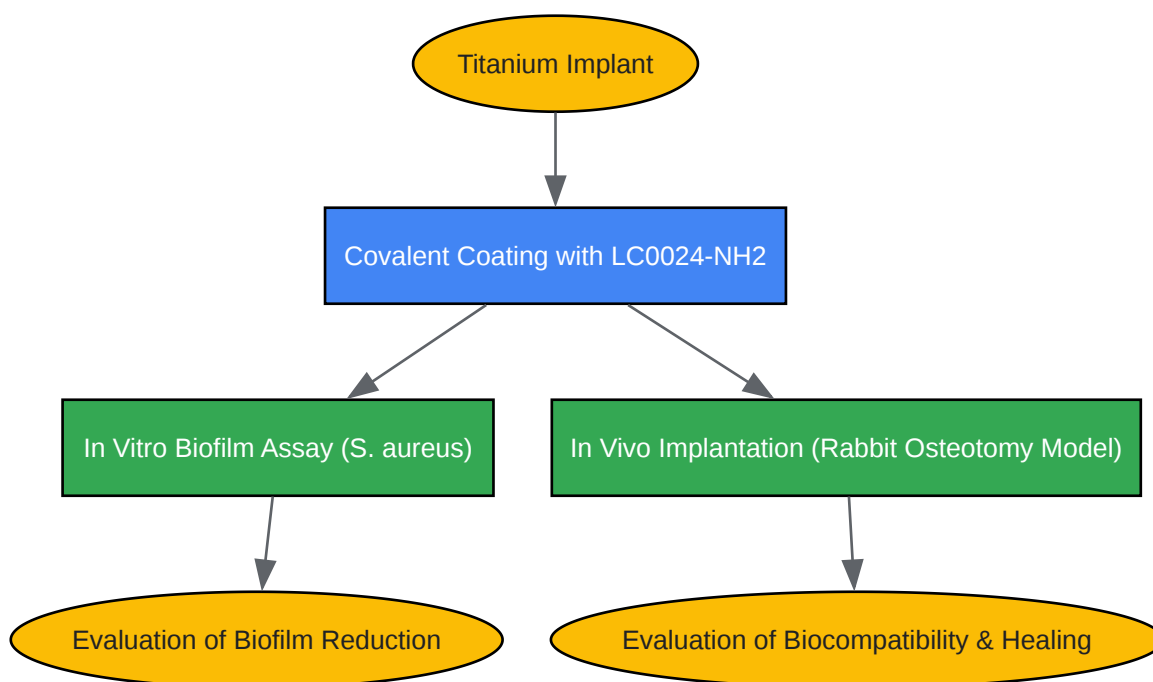 Titanium Implant
Covalent Coating with LC0024-NH2
In Vitro Biofilm Assay (S. aureus)
In Vivo Implantation (Rabbit Osteotomy Model)
Evaluation of Biofilm Reduction
Evaluation of Biocompatibility & Healing